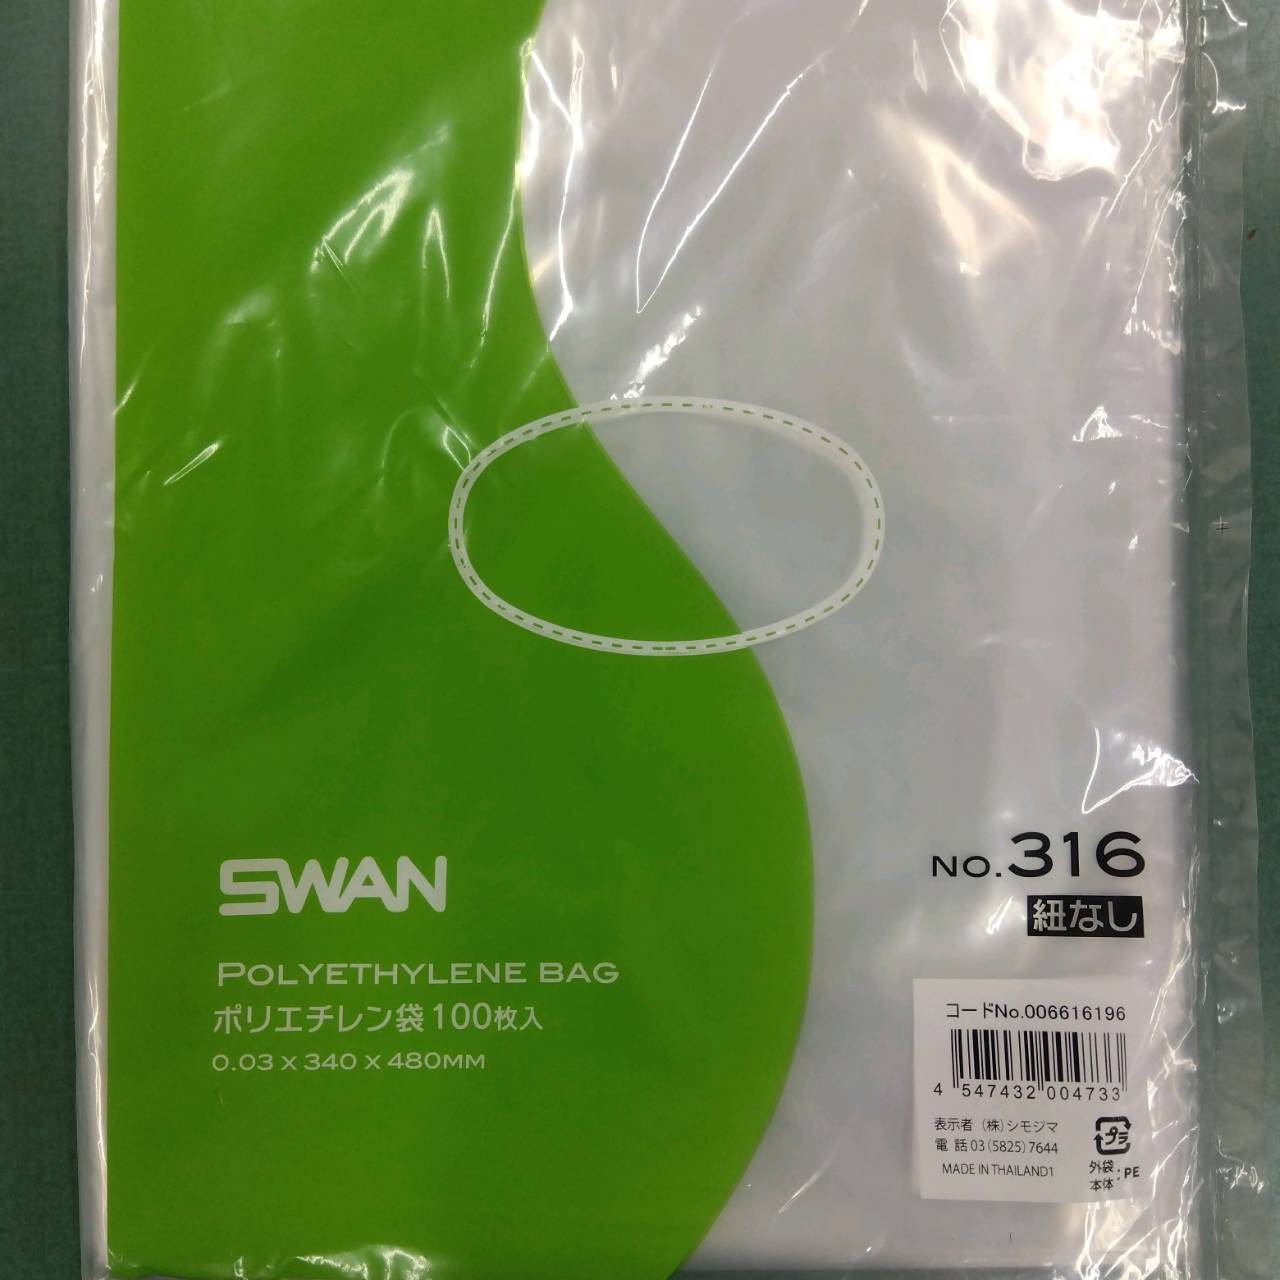 SWAN
POLYETHYLENE BAG
ポリエチレン袋 100枚入
0.03 x 340 x 480MM
NO.316
紐なし
コードNo.006616196
4 547432 004733
表示者 (株)シモジマ
電話 03(5825)7644
MADE IN THAILAND1
プラ
外袋 本体 : PE